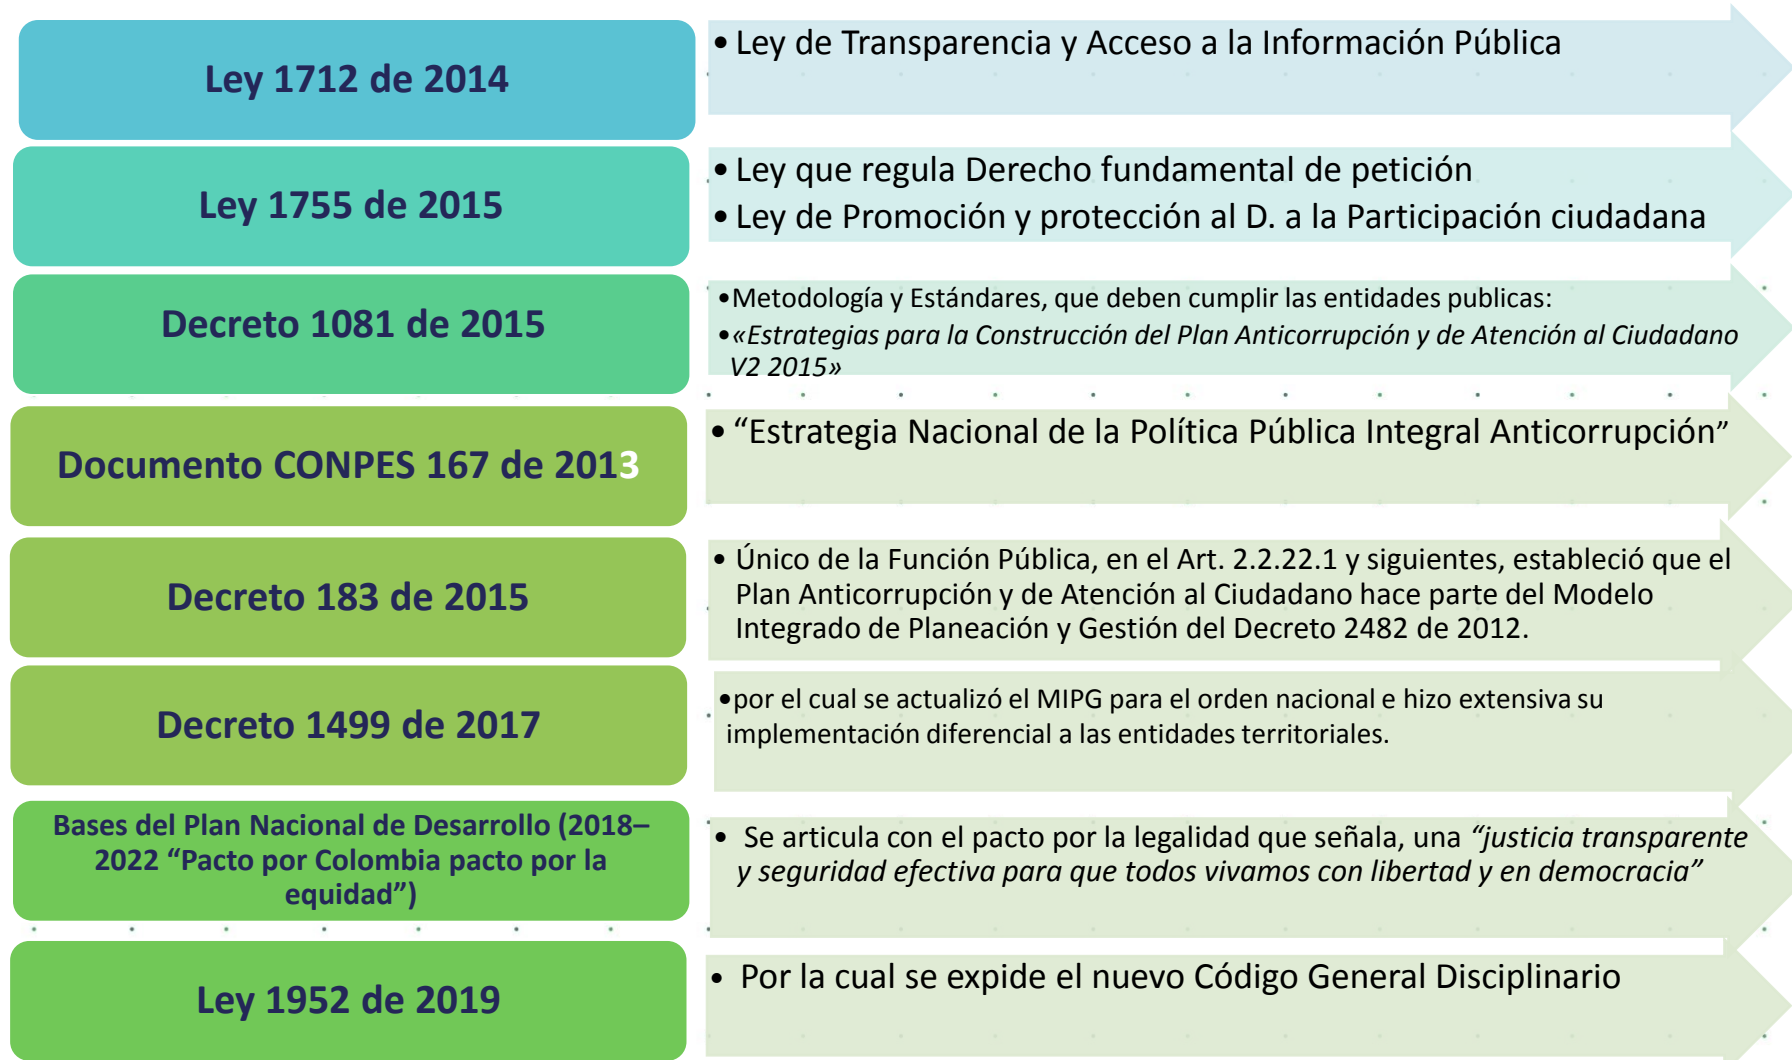 Ley 1712 de 2014
• Ley de Transparencia y Acceso a la Información Pública
Ley 1755 de 2015
• Ley que regula Derecho fundamental de petición
• Ley de Promoción y protección al D. a la Participación ciudadana
Decreto 1081 de 2015
•Metodología y Estándares, que deben cumplir las entidades publicas:
•«Estrategias para la Construcción del Plan Anticorrupción y de Atención al Ciudadano
V2 2015»
Documento CONPES 167 de 2013
• “Estrategia Nacional de la Política Pública Integral Anticorrupción”
Decreto 183 de 2015
• Único de la Función Pública, en el Art. 2.2.22.1 y siguientes, estableció que el
Plan Anticorrupción y de Atención al Ciudadano hace parte del Modelo
Integrado de Planeación y Gestión del Decreto 2482 de 2012.
Decreto 1499 de 2017
•por el cual se actualizó el MIPG para el orden nacional e hizo extensiva su
implementación diferencial a las entidades territoriales.
Bases del Plan Nacional de Desarrollo (2018–
2022 “Pacto por Colombia pacto por la
equidad”)
• Se articula con el pacto por la legalidad que señala, una “justicia transparente
y seguridad efectiva para que todos vivamos con libertad y en democracia”
Ley 1952 de 2019
• Por la cual se expide el nuevo Código General Disciplinario